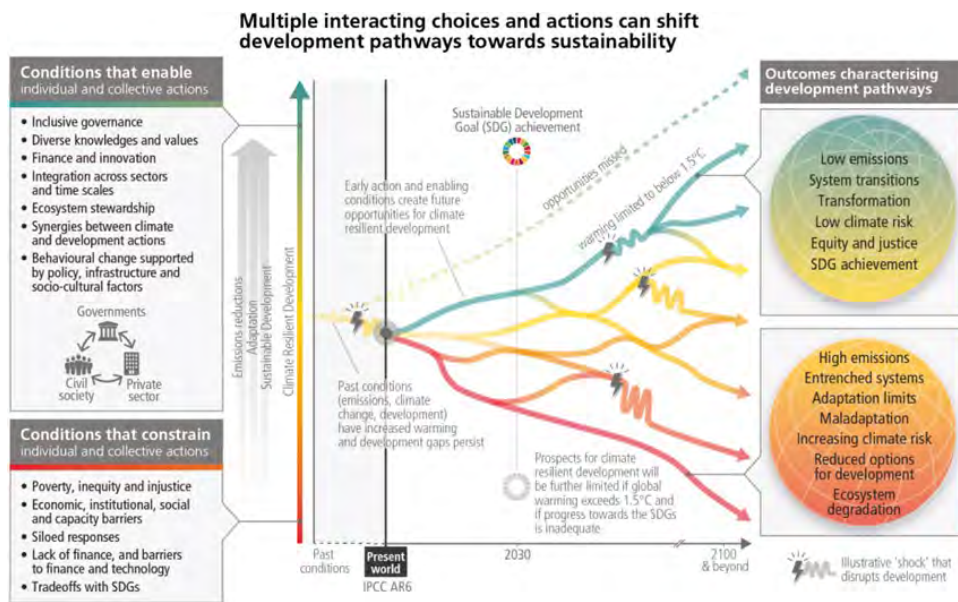 Multiple interacting choices and actions can shift
development pathways towards sustainability
Conditions that enable
individual and collective actions
• Inclusive governance
• Diverse knowledges and values
• Finance and innovation
• Integration across sectors
and time scales
• Ecosystem stewardship
• Synergies between climate
and development actions
• Behavioural change supported
by policy, infrastructure and
socio-cultural factors
Governments
Civil
society
Private
sector
Conditions that constrain
individual and collective actions
• Poverty, inequity and injustice
• Economic, institutional, social
and capacity barriers
• Siloed responses
• Lack of finance, and barriers
to finance and technology
• Tradeoffs with SDGs
Emissions reductions
Adaptation
Sustainable Development
Climate Resilient Development
Sustainable Development
Goal (SDG) achievement
Early action and enabling
conditions create future
opportunities for climate
resilient development
opportunities missed
warming limited to below 1.5°C
Past conditions
(emissions, climate
change, development)
have increased warming
and development gaps persist
Prospects for climate
resilient development will
be further limited if global
warming exceeds 1.5°C and
if progress towards the SDGs
is inadequate
Past
conditions
Present
world
IPCC AR6
2030
2100
& beyond
Outcomes characterising
development pathways
Low emissions
System transitions
Transformation
Low climate risk
Equity and justice
SDG achievement
High emissions
Entrenched systems
Adaptation limits
Maladaptation
Increasing climate risk
Reduced options
for development
Ecosystem
degradation
Illustrative 'shock' that
disrupts development